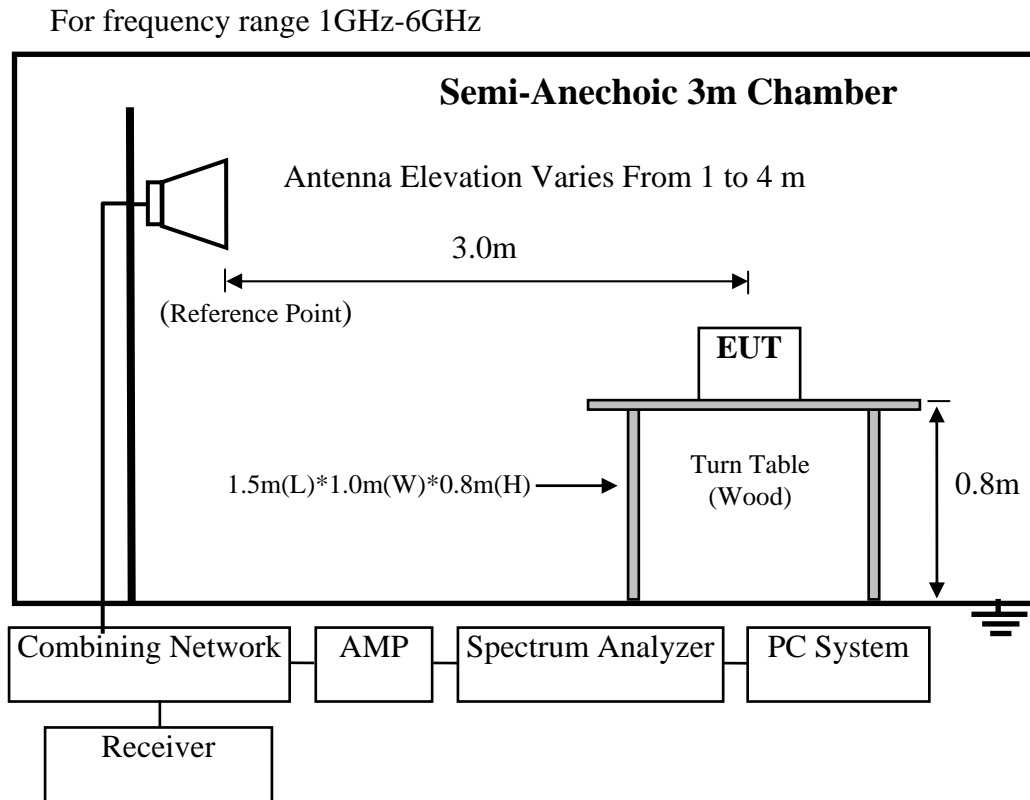 For frequency range 1GHz-6GHz
Semi-Anechoic 3m Chamber
Antenna Elevation Varies From 1 to 4 m
3.0m
(Reference Point)
EUT
Turn Table
(Wood)
1.5m(L)*1.0m(W)*0.8m(H)
0.8m
Combining Network
AMP
Spectrum Analyzer
PC System
Receiver